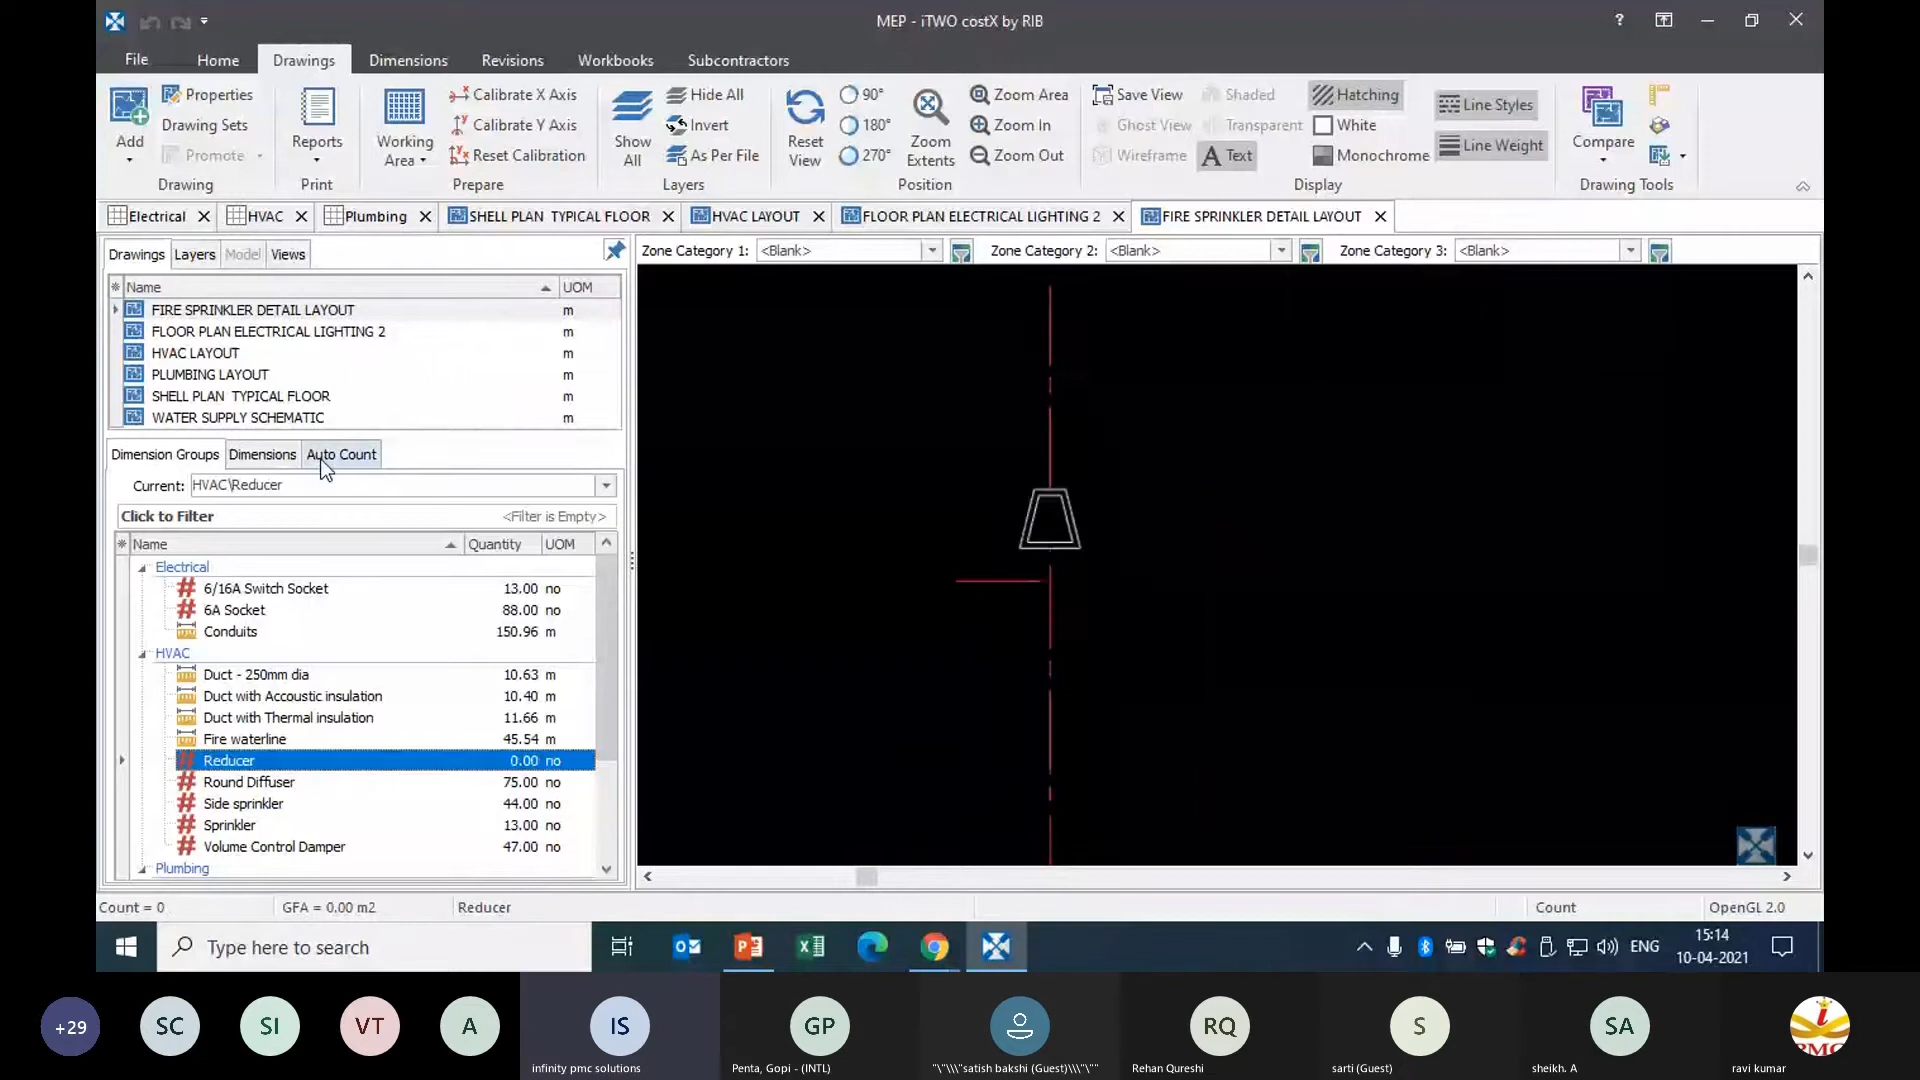 MEP - iTWO costX by RIB
File Home Drawings Dimensions Revisions Workbooks Subcontractors
Add
Properties
Drawing Sets
Promote
Drawing
Reports
Print
Working Area
Calibrate X Axis
Calibrate Y Axis
Reset Calibration
Prepare
Show All
Hide All
Invert
As Per File
Layers
Reset View
90°
180°
270°
Zoom Extents
Zoom Area
Zoom In
Zoom Out
Position
Save View
Ghost View
Wireframe
Shaded
Transparent
A Text
Hatching
White
Monochrome
Line Styles
Line Weight
Display
Compare
Drawing Tools
Electrical HVAC Plumbing SHELL PLAN TYPICAL FLOOR HVAC LAYOUT FLOOR PLAN ELECTRICAL LIGHTING 2 FIRE SPRINKLER DETAIL LAYOUT
Drawings Layers Model Views
Zone Category 1: <Blank> Zone Category 2: <Blank> Zone Category 3: <Blank>
Name UOM
FIRE SPRINKLER DETAIL LAYOUT m
FLOOR PLAN ELECTRICAL LIGHTING 2 m
HVAC LAYOUT m
PLUMBING LAYOUT m
SHELL PLAN TYPICAL FLOOR m
WATER SUPPLY SCHEMATIC m
Dimension Groups Dimensions Auto Count
Current: HVAC\Reducer
Click to Filter <Filter is Empty>
Name Quantity UOM
Electrical
6/16A Switch Socket 13.00 no
6A Socket 88.00 no
Conduits 150.96 m
HVAC
Duct - 250mm dia 10.63 m
Duct with Accoustic insulation 10.40 m
Duct with Thermal insulation 11.66 m
Fire waterline 45.54 m
Reducer 0.00 no
Round Diffuser 75.00 no
Side sprinkler 44.00 no
Sprinkler 13.00 no
Volume Control Damper 47.00 no
Plumbing
Count = 0 GFA = 0.00 m2 Reducer Count OpenGL 2.0
Type here to search
ENG
15:14
10-04-2021
+29 SC SI VT A IS GP RQ S SA
infinity pmc solutions
Penta, Gopi - (INTL)
"\"\\\"satish bakshi (Guest)\\\"\""
Rehan Qureshi
sarti (Guest)
sheikh. A
ravi kumar